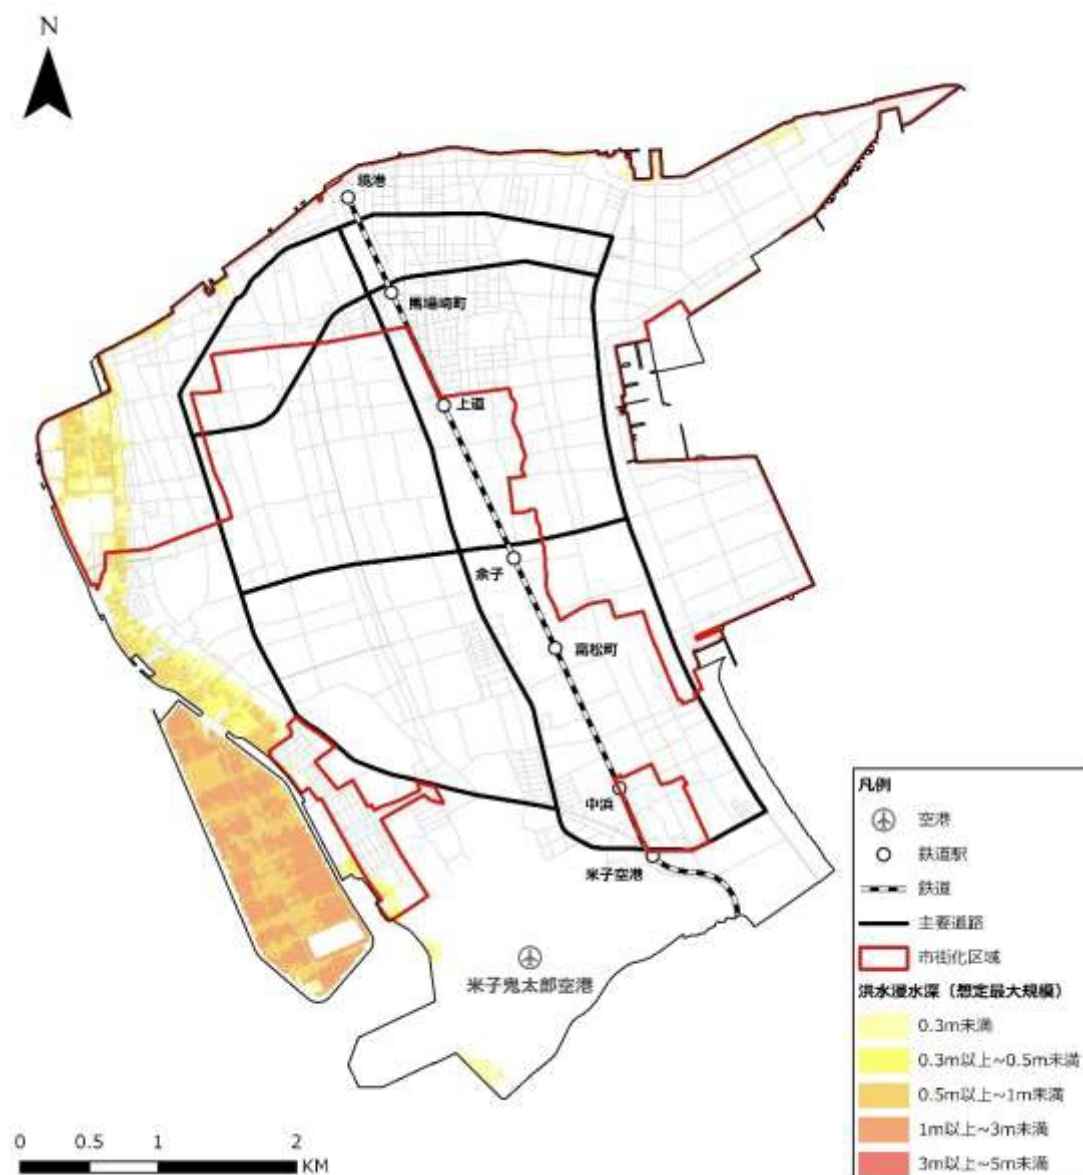 N
境港
馬場崎町
上道
余子
高松町
中浜
米子空港
米子鬼太郎空港
凡例
空港
鉄道駅
鉄道
主要道路
市街化区域
洪水浸水深（想定最大規模）
0.3m未満
0.3m以上~0.5m未満
0.5m以上~1m未満
1m以上~3m未満
3m以上~5m未満
0 0.5 1 2
KM